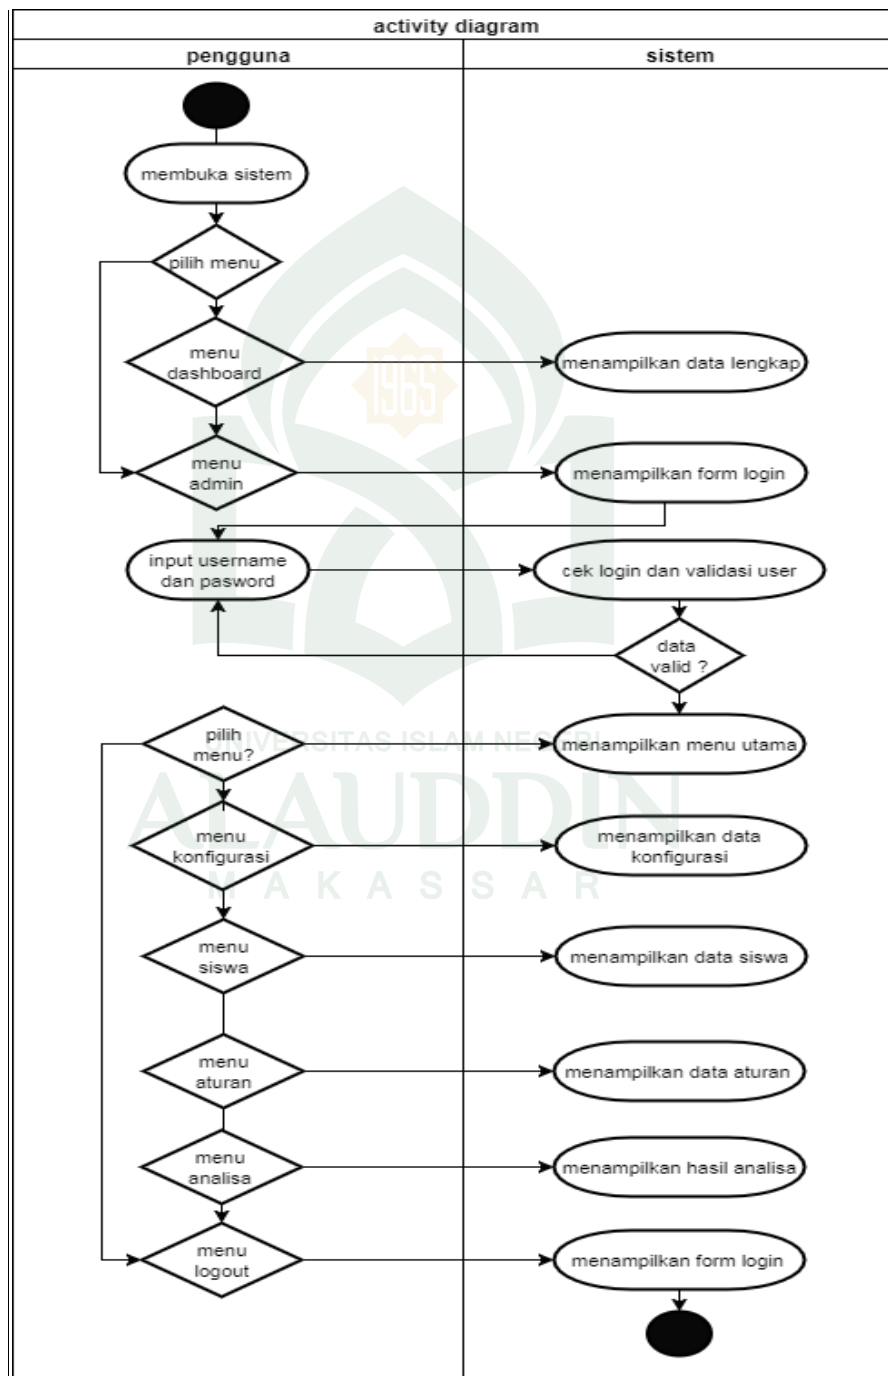 activity diagram
pengguna
sistem
membuka sistem
pilih menu
menu
dashboard
menampilkan data lengkap
1965
menu
admin
menampilkan form login
input username
dan pasword
cek login dan validasi user
data
valid ?
pilih
menu?
menampilkan menu utama
UNIVERSITAS ISLAM NEGERI
ALAUDDIN
MAKASSAR
menu
konfigurasi
menampilkan data
konfigurasi
menu
siswa
menampilkan data siswa
menu
aturan
menampilkan data aturan
menu
analisa
menampilkan hasil analisa
menu
logout
menampilkan form login